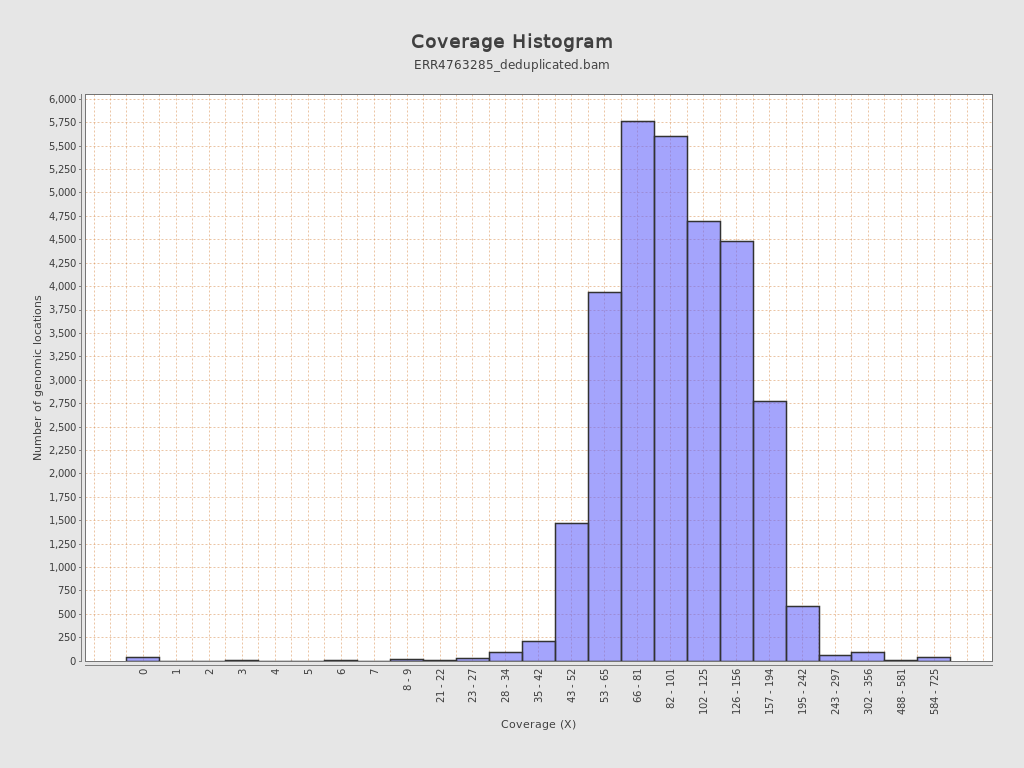 Coverage Histogram
ERR4763285_deduplicated.bam
Number of genomic locations
6,000
5,750
5,500
5,250
5,000
4,750
4,500
4,250
4,000
3,750
3,500
3,250
3,000
2,750
2,500
2,250
2,000
1,750
1,500
1,250
1,000
750
500
250
0
0
1
2
3
4
5
6
7
8 - 9
21 - 22
23 - 27
28 - 34
35 - 42
43 - 52
53 - 65
66 - 81
82 - 101
102 - 125
126 - 156
157 - 194
195 - 242
243 - 297
302 - 356
488 - 581
584 - 725
Coverage (X)